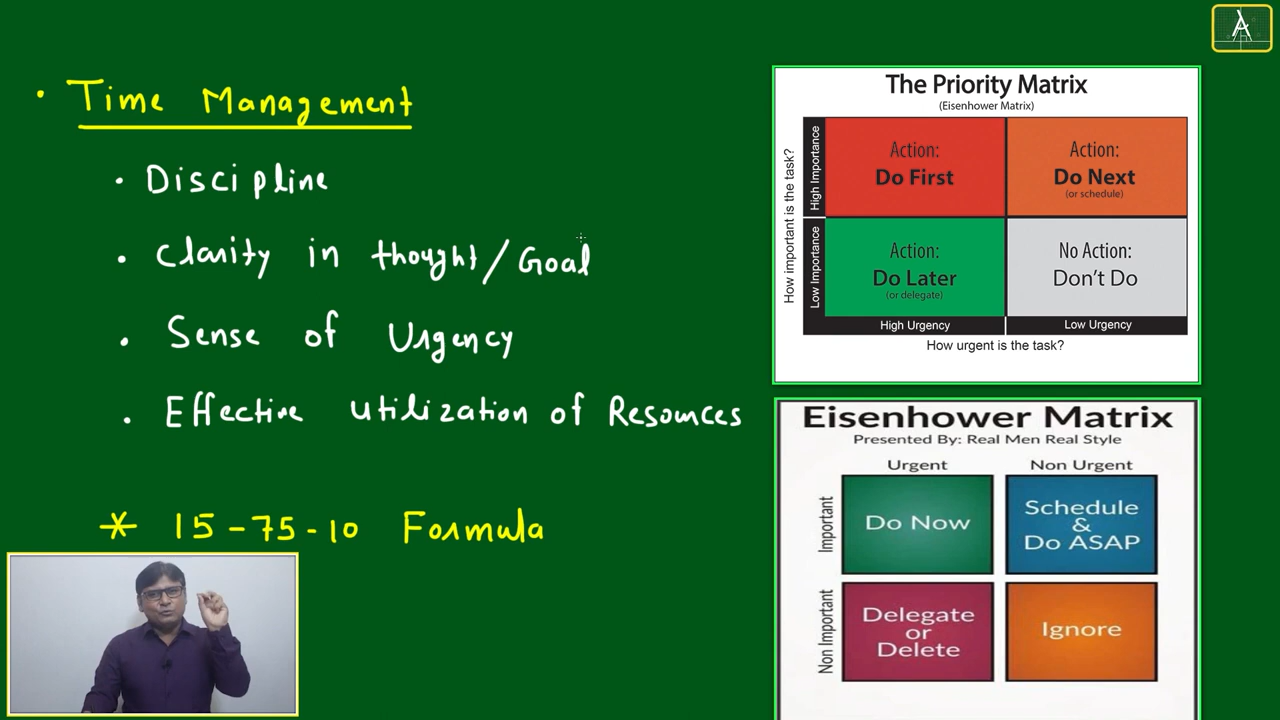 Time Management
Discipline
Clarity in thought/Goal
Sense of Urgency
Effective utilization of Resources
* 15-75-10 Formula
The Priority Matrix
(Eisenhower Matrix)
How important is the task?
High Importance
Action:
Do First
Action:
Do Next
(or schedule)
Low Importance
Action:
Do Later
(or delegate)
No Action:
Don't Do
High Urgency
Low Urgency
How urgent is the task?
Eisenhower Matrix
Presented By: Real Men Real Style
Urgent
Non Urgent
Important
Do Now
Schedule
&
Do ASAP
Non Important
Delegate
or
Delete
Ignore